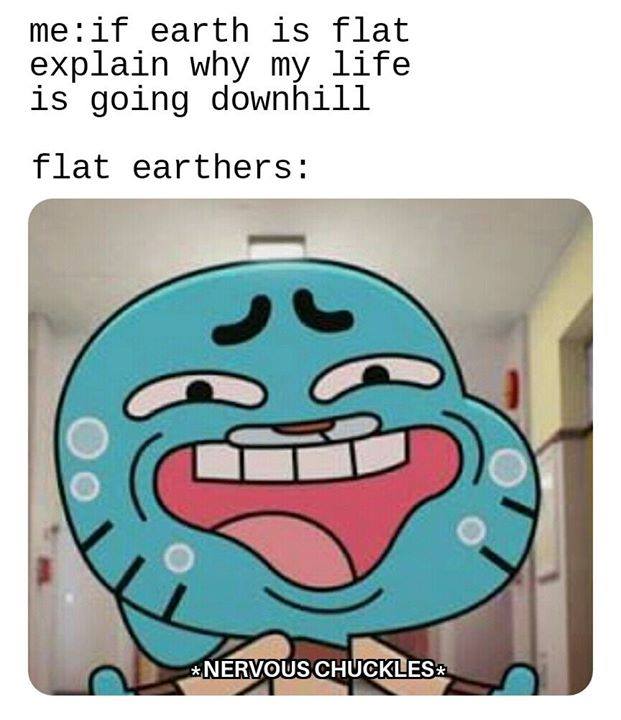 me:if earth is flat
explain why my life
is going downhill
flat earthers:
*NERVOUS CHUCKLES*